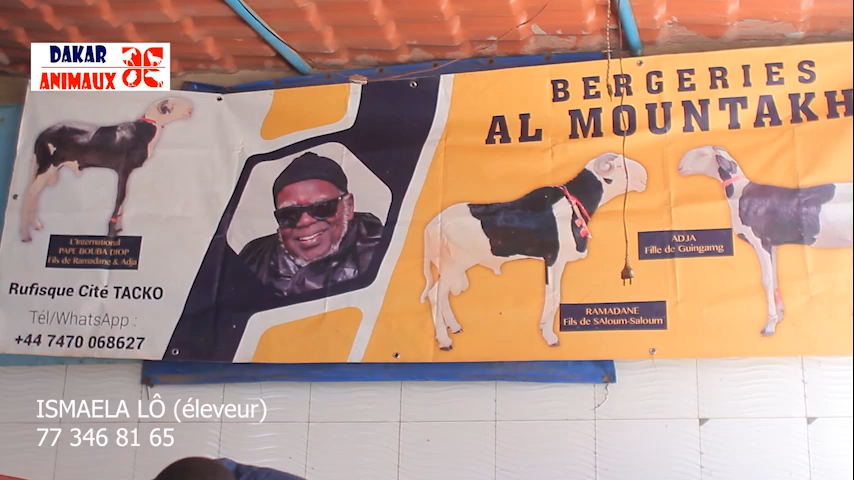 DAKAR
ANIMAUX
BERGERIES
AL MOUNTAKH
L'international
PAPE BOUBA DIOP
Fils de Ramadane & Adja
ADJA
Fille de Guingamg
RAMADANE
Fils de SAloum-Saloum
Rufisque Cité TACKO
Tél/WhatsApp :
+44 7470 068627
ISMAELA LÔ (éleveur)
77 346 81 65